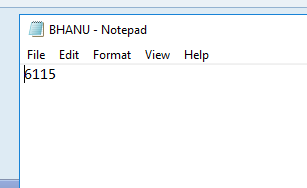 BHANU - Notepad
File Edit Format View Help
6115